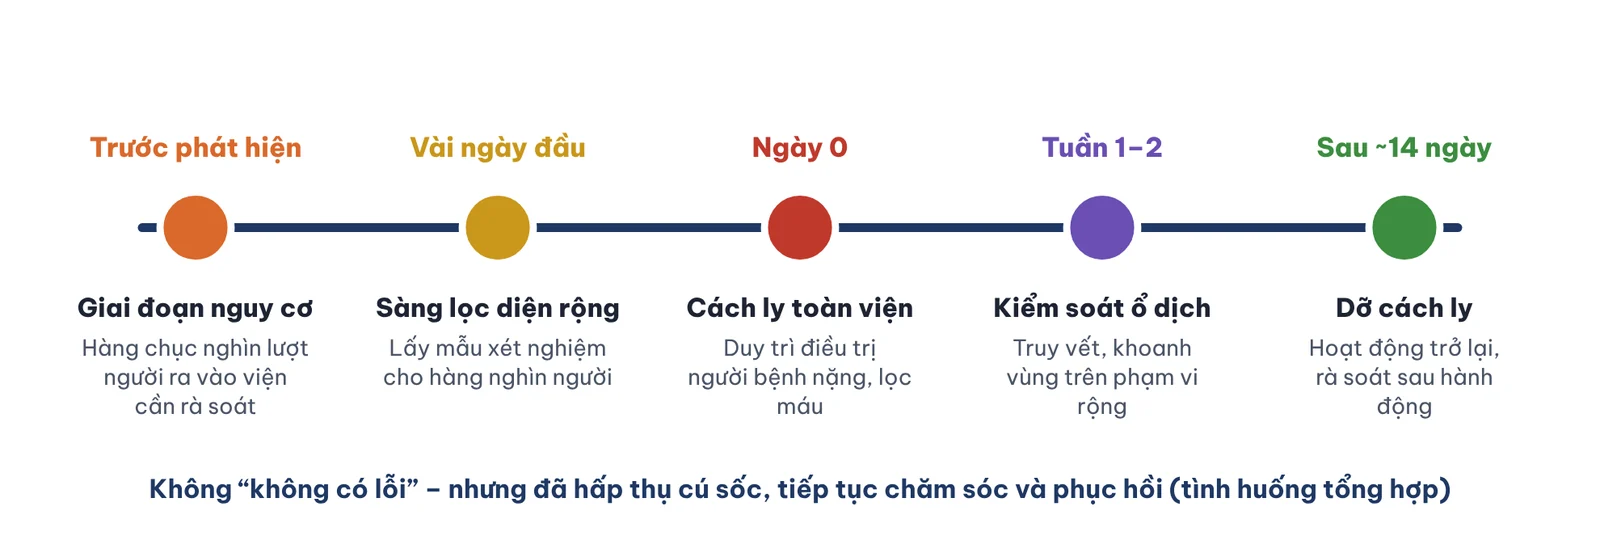 Trước phát hiện
Vài ngày đầu
Ngày 0
Tuần 1–2
Sau ~14 ngày
Giai đoạn nguy cơ
Hàng chục nghìn lượt
người ra vào viện
cần rà soát
Sàng lọc diện rộng
Lấy mẫu xét nghiệm
cho hàng nghìn người
Cách ly toàn viện
Duy trì điều trị
người bệnh nặng, lọc
máu
Kiểm soát ổ dịch
Truy vết, khoanh
vùng trên phạm vi
rộng
Dỡ cách ly
Hoạt động trở lại,
rà soát sau hành
động
Không “không có lỗi” – nhưng đã hấp thụ cú sốc, tiếp tục chăm sóc và phục hồi (tình huống tổng hợp)